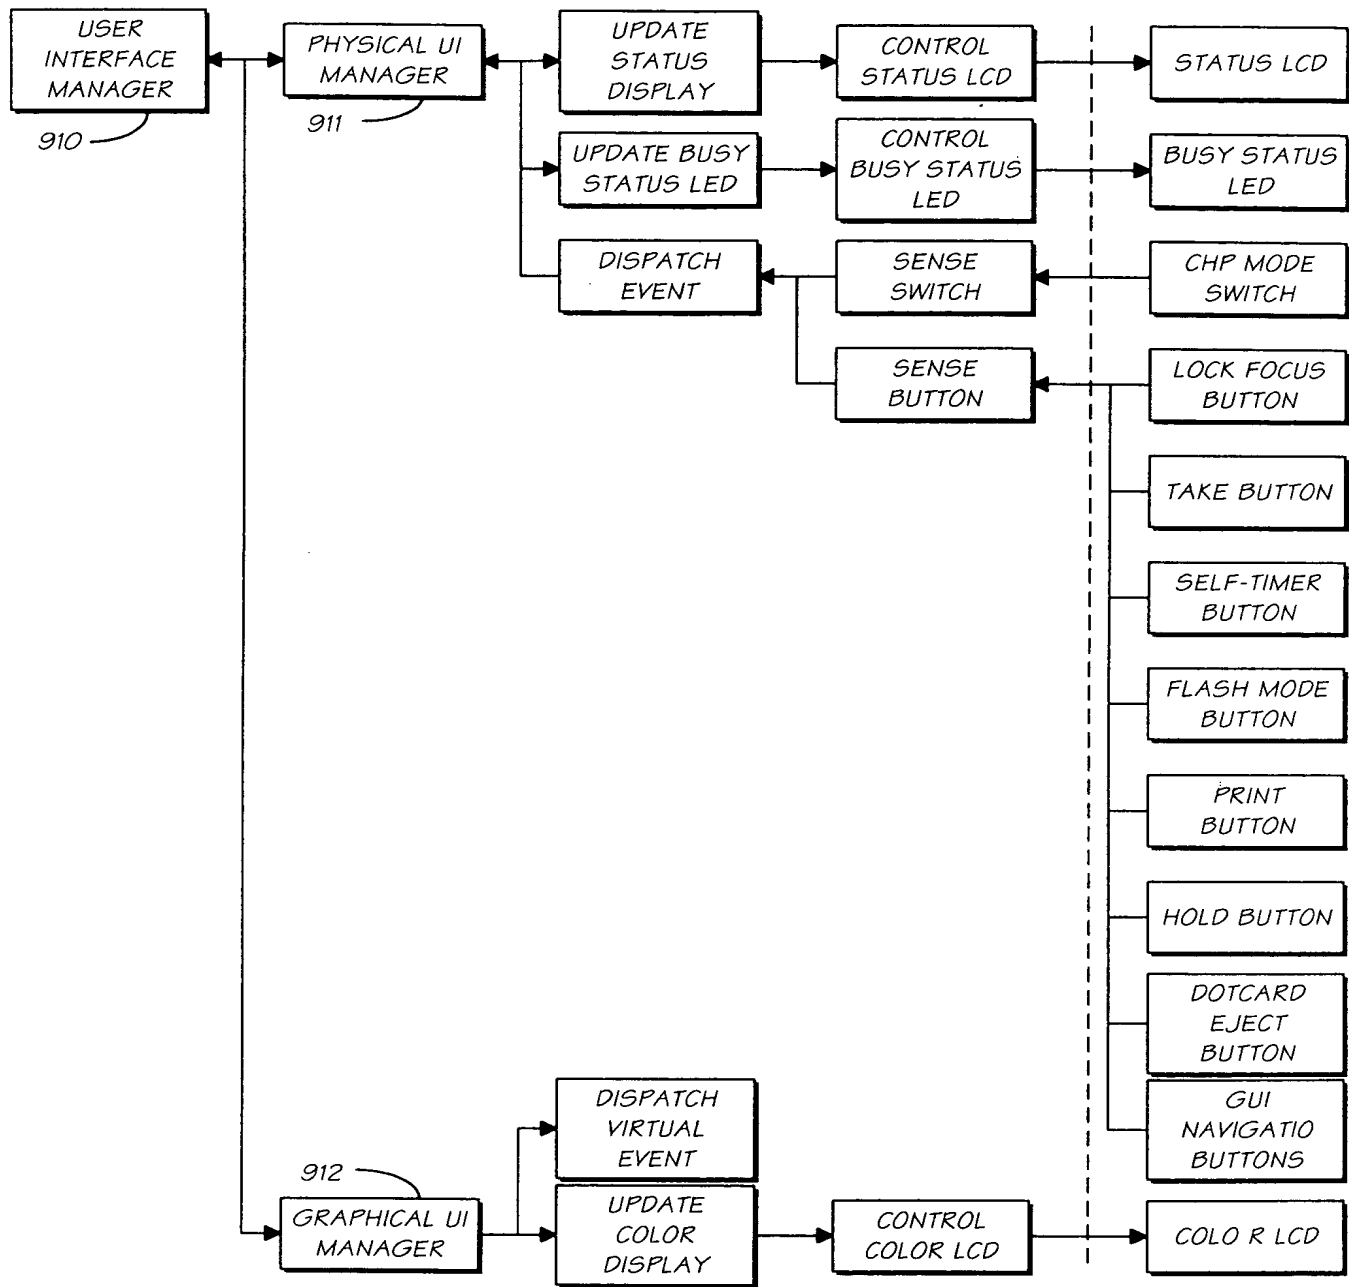 USER
INTERFACE
MANAGER
910
PHYSICAL UI
MANAGER
911
UPDATE
STATUS
DISPLAY
CONTROL
STATUS LCD
STATUS LCD
UPDATE BUSY
STATUS LED
CONTROL
BUSY STATUS
LED
BUSY STATUS
LED
DISPATCH
EVENT
SENSE
SWITCH
CHP MODE
SWITCH
SENSE
BUTTON
LOCK FOCUS
BUTTON
TAKE BUTTON
SELF-TIMER
BUTTON
FLASH MODE
BUTTON
PRINT
BUTTON
HOLD BUTTON
DOTCARD
EJECT
BUTTON
GUI
NAVIGATIO
BUTTONS
DISPATCH
VIRTUAL
EVENT
912
GRAPHICAL UI
MANAGER
UPDATE
COLOR
DISPLAY
CONTROL
COLOR LCD
COLO R LCD